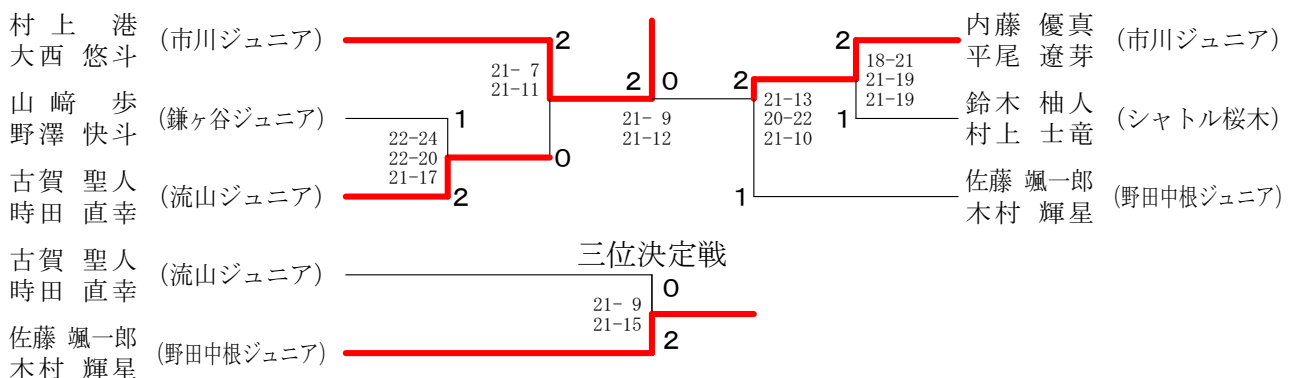 村上 港
大西 悠斗
(市川ジュニア)
2
21- 7
21-11
山﨑 歩
野澤 快斗
(鎌ヶ谷ジュニア)
1
22-24
22-20
21-17
0
古賀 聖人
時田 直幸
(流山ジュニア)
2
2 0
21- 9
21-12
2
21-13
20-22
21-10
1
2
18-21
21-19
21-19
1
内藤 優真
平尾 遼芽
(市川ジュニア)
鈴木 柚人
村上 士竜
(シャトル桜木)
佐藤 颯一郎
木村 輝星
(野田中根ジュニア)
三位決定戦
古賀 聖人
時田 直幸
(流山ジュニア)
0
21- 9
21-15
2
佐藤 颯一郎
木村 輝星
(野田中根ジュニア)